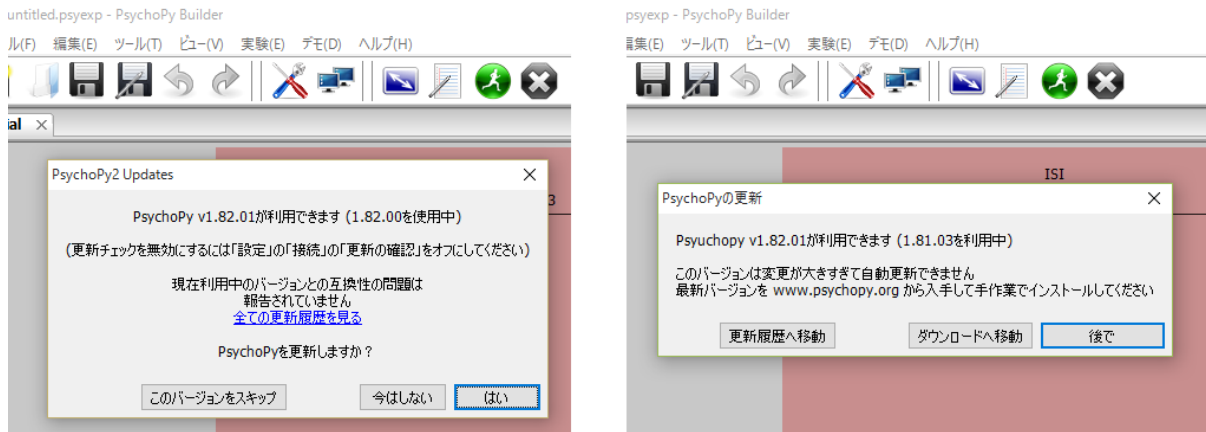 untitled.psyexp - PsychoPy Builder
ル(F) 編集(E) ツール(T) ビュー(V) 実験(E) デモ(D) ヘルプ(H)
ial
PsychoPy2 Updates
3
PsychoPy v1.82.01が利用できます (1.82.00を使用中)
(更新チェックを無効にするには「設定」の「接続」の「更新の確認」をオフにしてください)
現在利用中のバージョンとの互換性の問題は
報告されていません
全ての更新履歴を見る
PsychoPyを更新しますか？
このバージョンをスキップ
今はしない
はい
psyexp - PsychoPy Builder
編集(E) ツール(T) ビュー(V) 実験(E) デモ(D) ヘルプ(H)
ISI
PsychoPyの更新
Psyuchopy v1.82.01が利用できます (1.81.03を利用中)
このバージョンは変更が大きすぎて自動更新できません
最新バージョンを www.psychopy.org から入手して手作業でインストールしてください
更新履歴へ移動
ダウンロードへ移動
後で